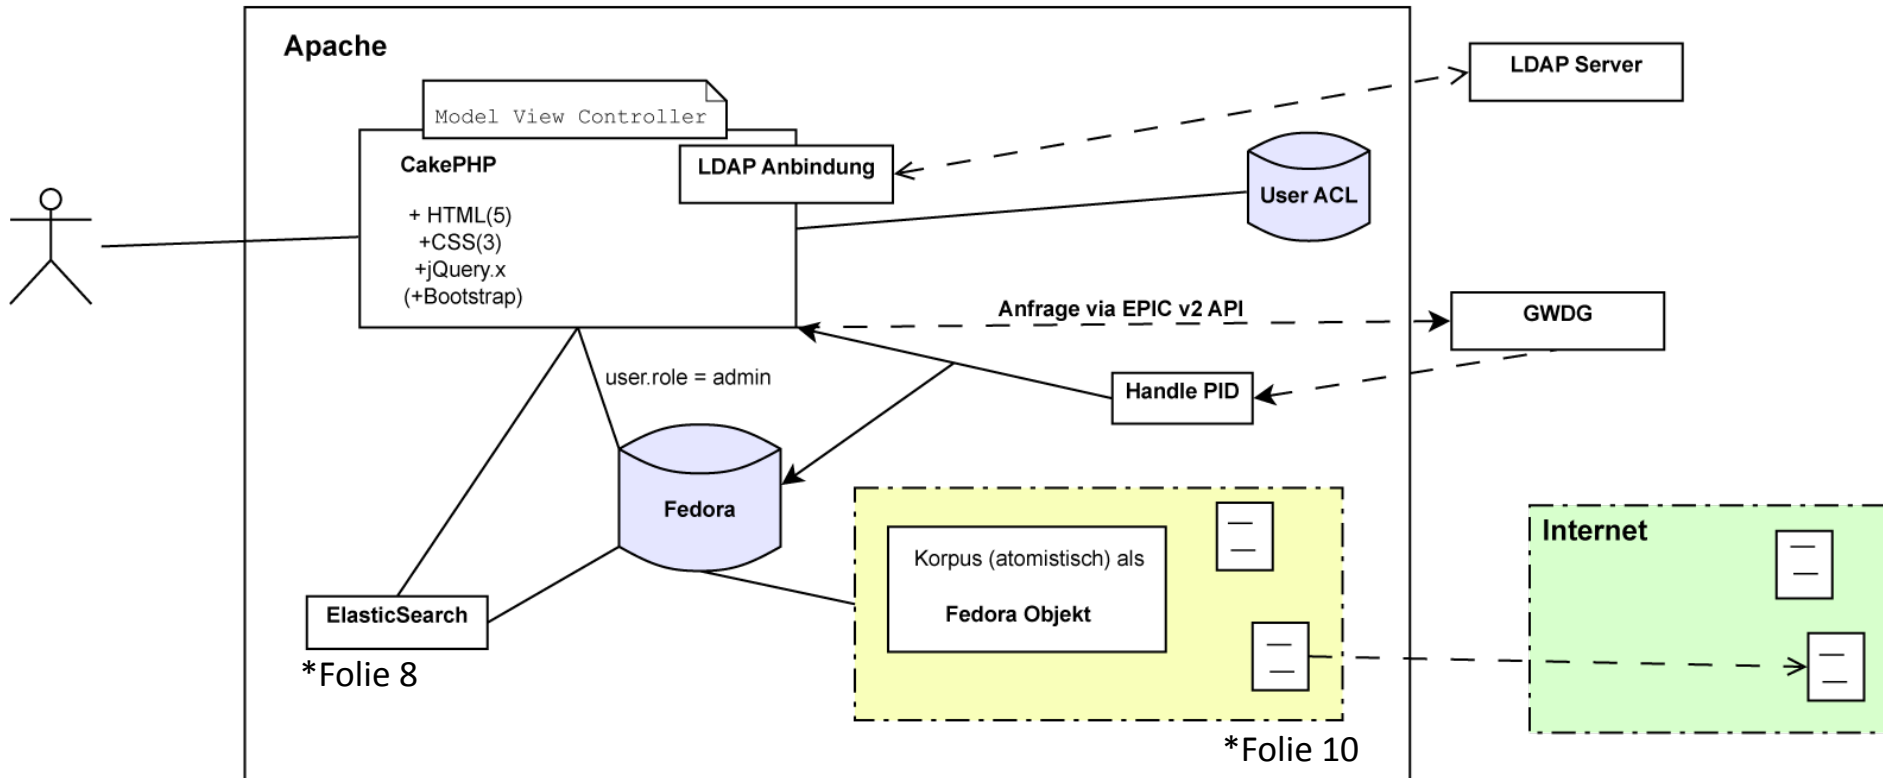 Apache
LDAP Server
Model View Controller
CakePHP
LDAP Anbindung
User ACL
+ HTML(5)
+CSS(3)
+jQuery.x
(+Bootstrap)
Anfrage via EPIC v2 API
GWDG
user.role = admin
Handle PID
Fedora
Internet
Korpus (atomistisch) als
Fedora Objekt
ElasticSearch
*Folie 8
*Folie 10